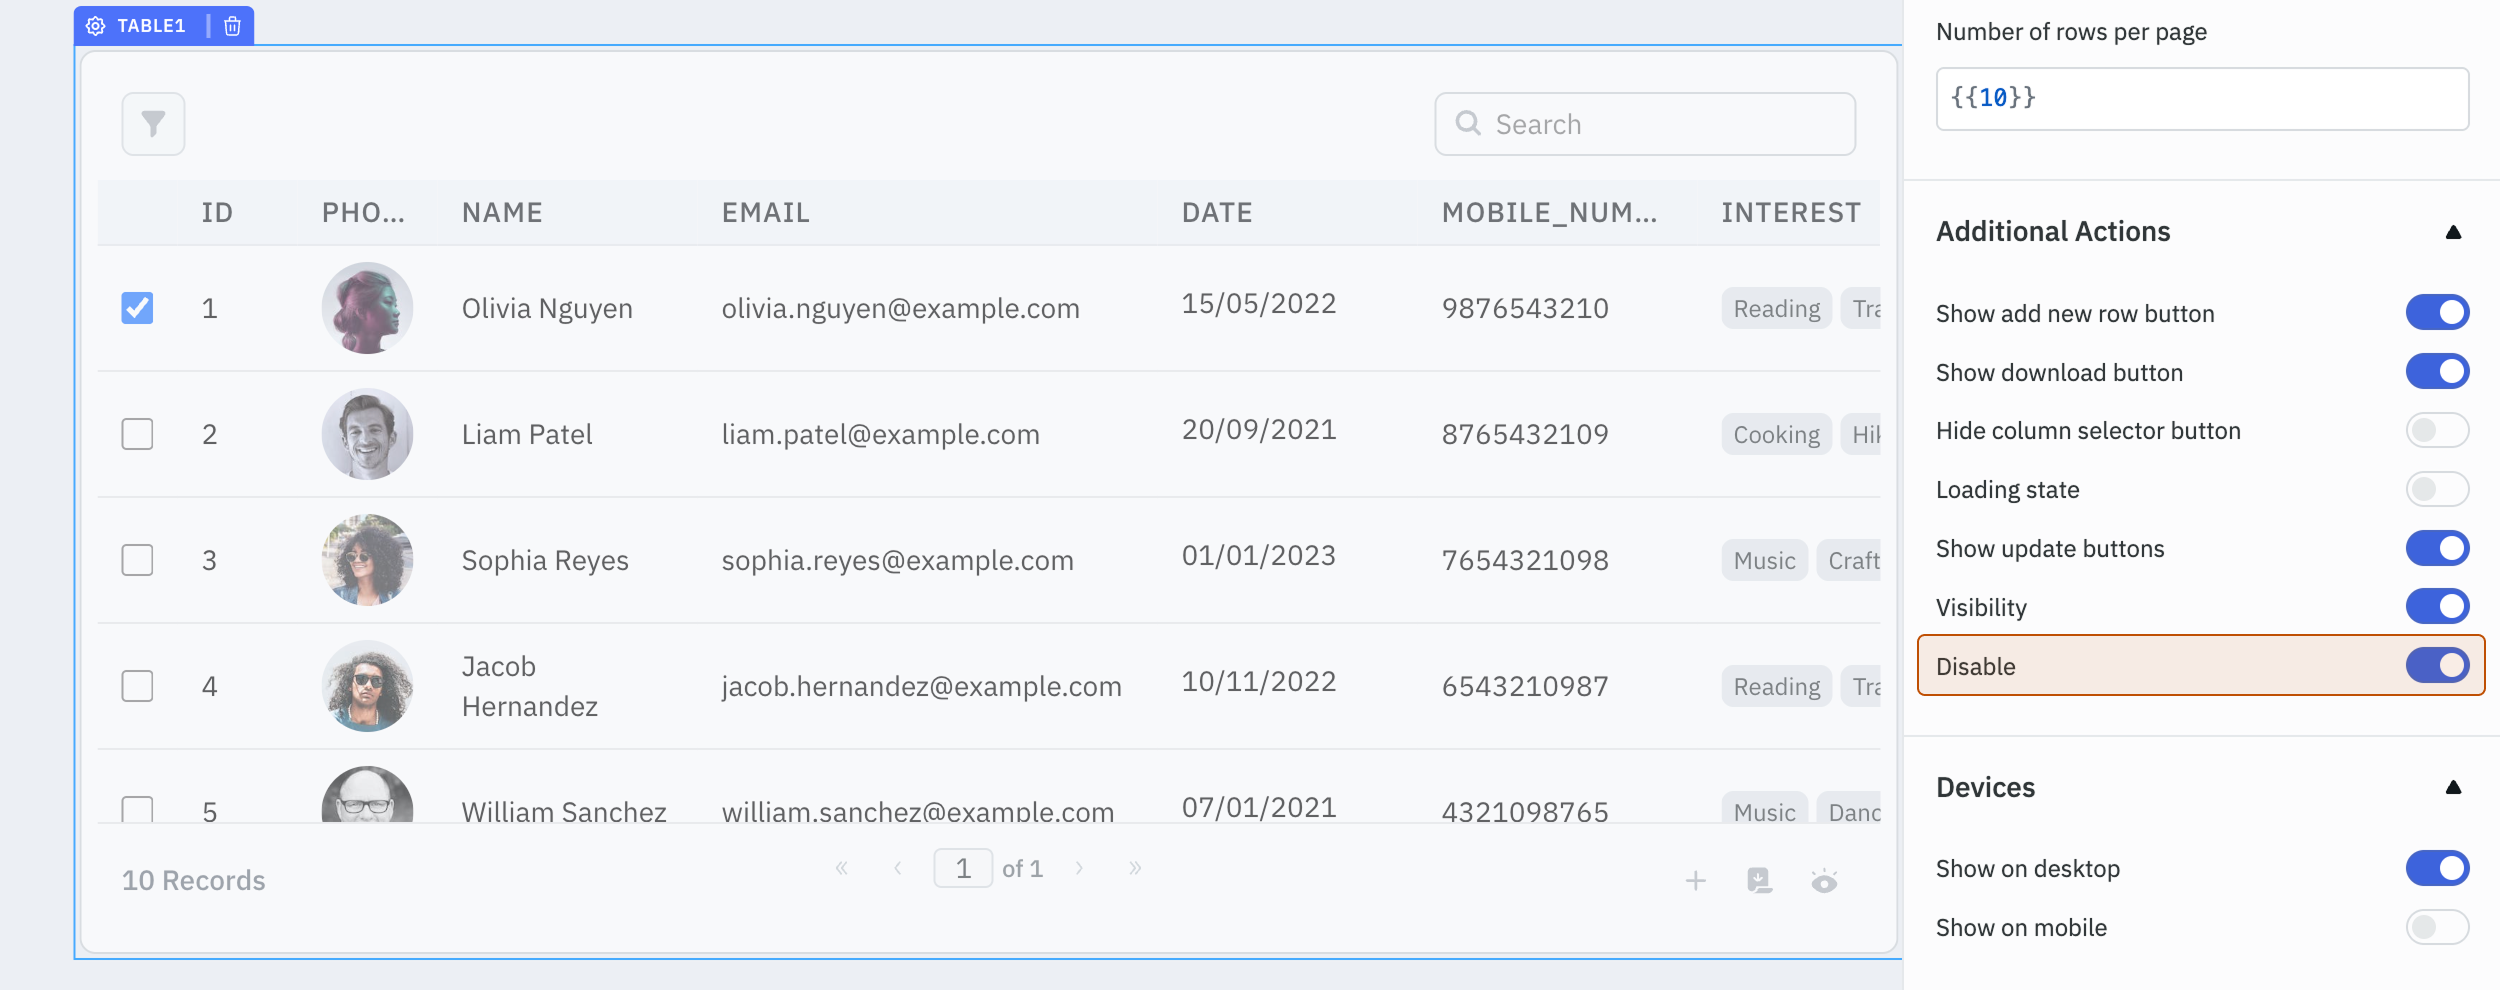 TABLE1
Search
ID PHO... NAME EMAIL DATE MOBILE_NUM... INTEREST
1 Olivia Nguyen olivia.nguyen@example.com 15/05/2022 9876543210 Reading Tra
2 Liam Patel liam.patel@example.com 20/09/2021 8765432109 Cooking Hik
3 Sophia Reyes sophia.reyes@example.com 01/01/2023 7654321098 Music Craft
4 Jacob Hernandez jacob.hernandez@example.com 10/11/2022 6543210987 Reading Tra
5 William Sanchez william.sanchez@example.com 07/01/2021 4321098765 Music Danc
10 Records
1 of 1
Number of rows per page
{{10}}
Additional Actions
Show add new row button
Show download button
Hide column selector button
Loading state
Show update buttons
Visibility
Disable
Devices
Show on desktop
Show on mobile